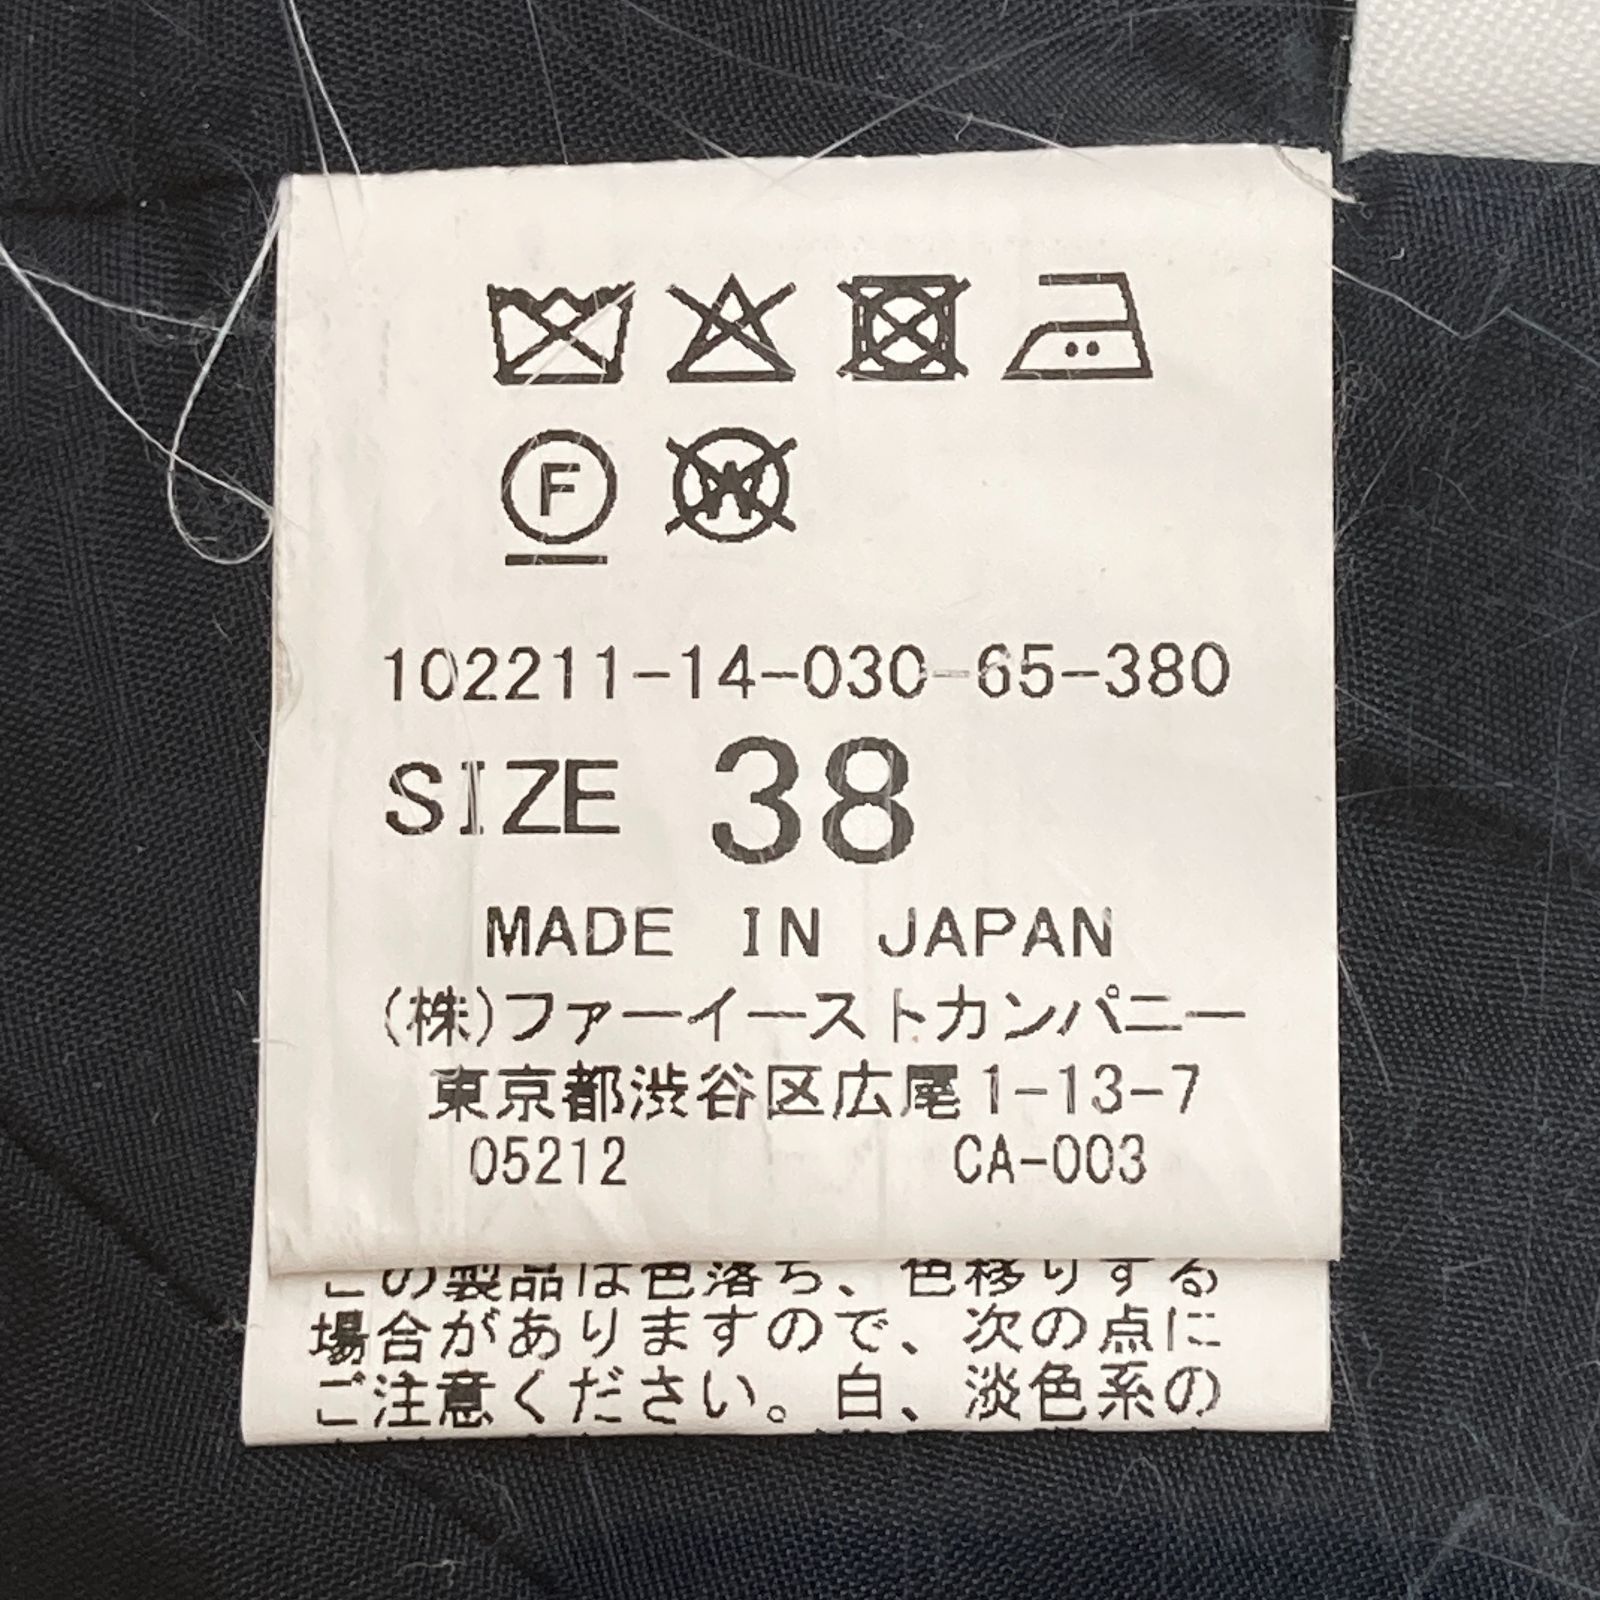 F
W
102211-14-030-65-380
SIZE 38
MADE IN JAPAN
(株)ファーイーストカンパニー
東京都渋谷区広尾1-13-7
05212 CA-003
この製品は色落ち、色移りする
場合がありますので、次の点に
ご注意ください。白、淡色系の